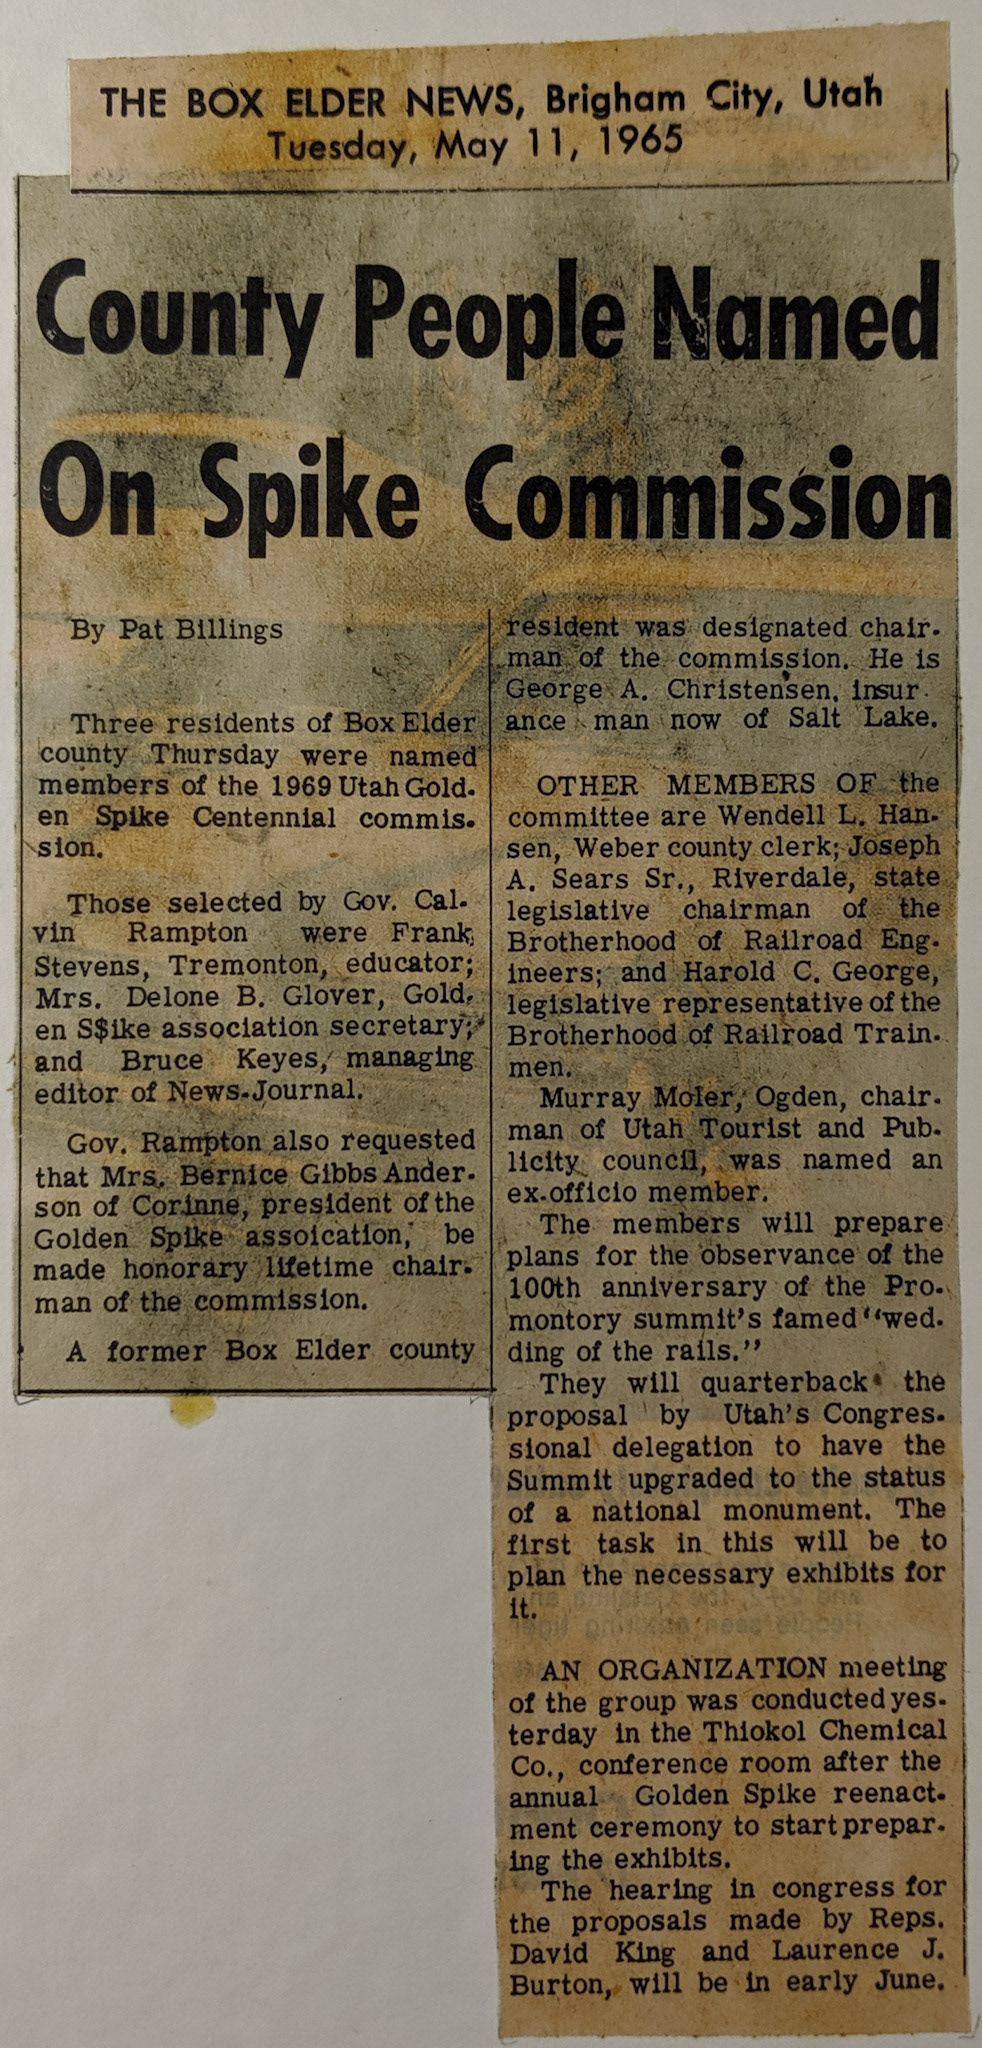 THE BOX ELDER NEWS, Brigham City, Utah
Tuesday, May 11, 1965
County People Named
On Spike Commission
By Pat Billings
Three residents of Box Elder
county Thursday were named
members of the 1969 Utah Gold-
en Spike Centennial commis-
sion.
Those selected by Gov. Cal-
vin Rampton were Frank
Stevens, Tremonton, educator;
Mrs. Delone B. Glover, Gold-
en S$ike association secretary;
and Bruce Keyes, managing
editor of News-Journal.
Gov. Rampton also requested
that Mrs. Bernice Gibbs Ander-
son of Corinne, president of the
Golden Spike assoication, be
made honorary lifetime chair-
man of the commission.
A former Box Elder county
resident was designated chair-
man of the commission. He is
George A. Christensen, insur-
ance man now of Salt Lake.
OTHER MEMBERS OF the
committee are Wendell L. Han-
sen, Weber county clerk; Joseph
A. Sears Sr., Riverdale, state
legislative chairman of the
Brotherhood of Railroad Eng-
ineers; and Harold C. George,
legislative representative of the
Brotherhood of Railroad Train-
men.
Murray Moler, Ogden, chair-
man of Utah Tourist and Pub-
licity council, was named an
ex-officio member.
The members will prepare
plans for the observance of the
100th anniversary of the Pro-
montory summit's famed "wed-
ding of the rails."
They will quarterback the
proposal by Utah's Congres-
sional delegation to have the
Summit upgraded to the status
of a national monument. The
first task in this will be to
plan the necessary exhibits for
it.
AN ORGANIZATION meeting
of the group was conducted yes-
terday in the Thiokol Chemical
Co., conference room after the
annual Golden Spike reenact-
ment ceremony to start prepar-
ing the exhibits.
The hearing in congress for
the proposals made by Reps.
David King and Laurence J.
Burton, will be in early June.